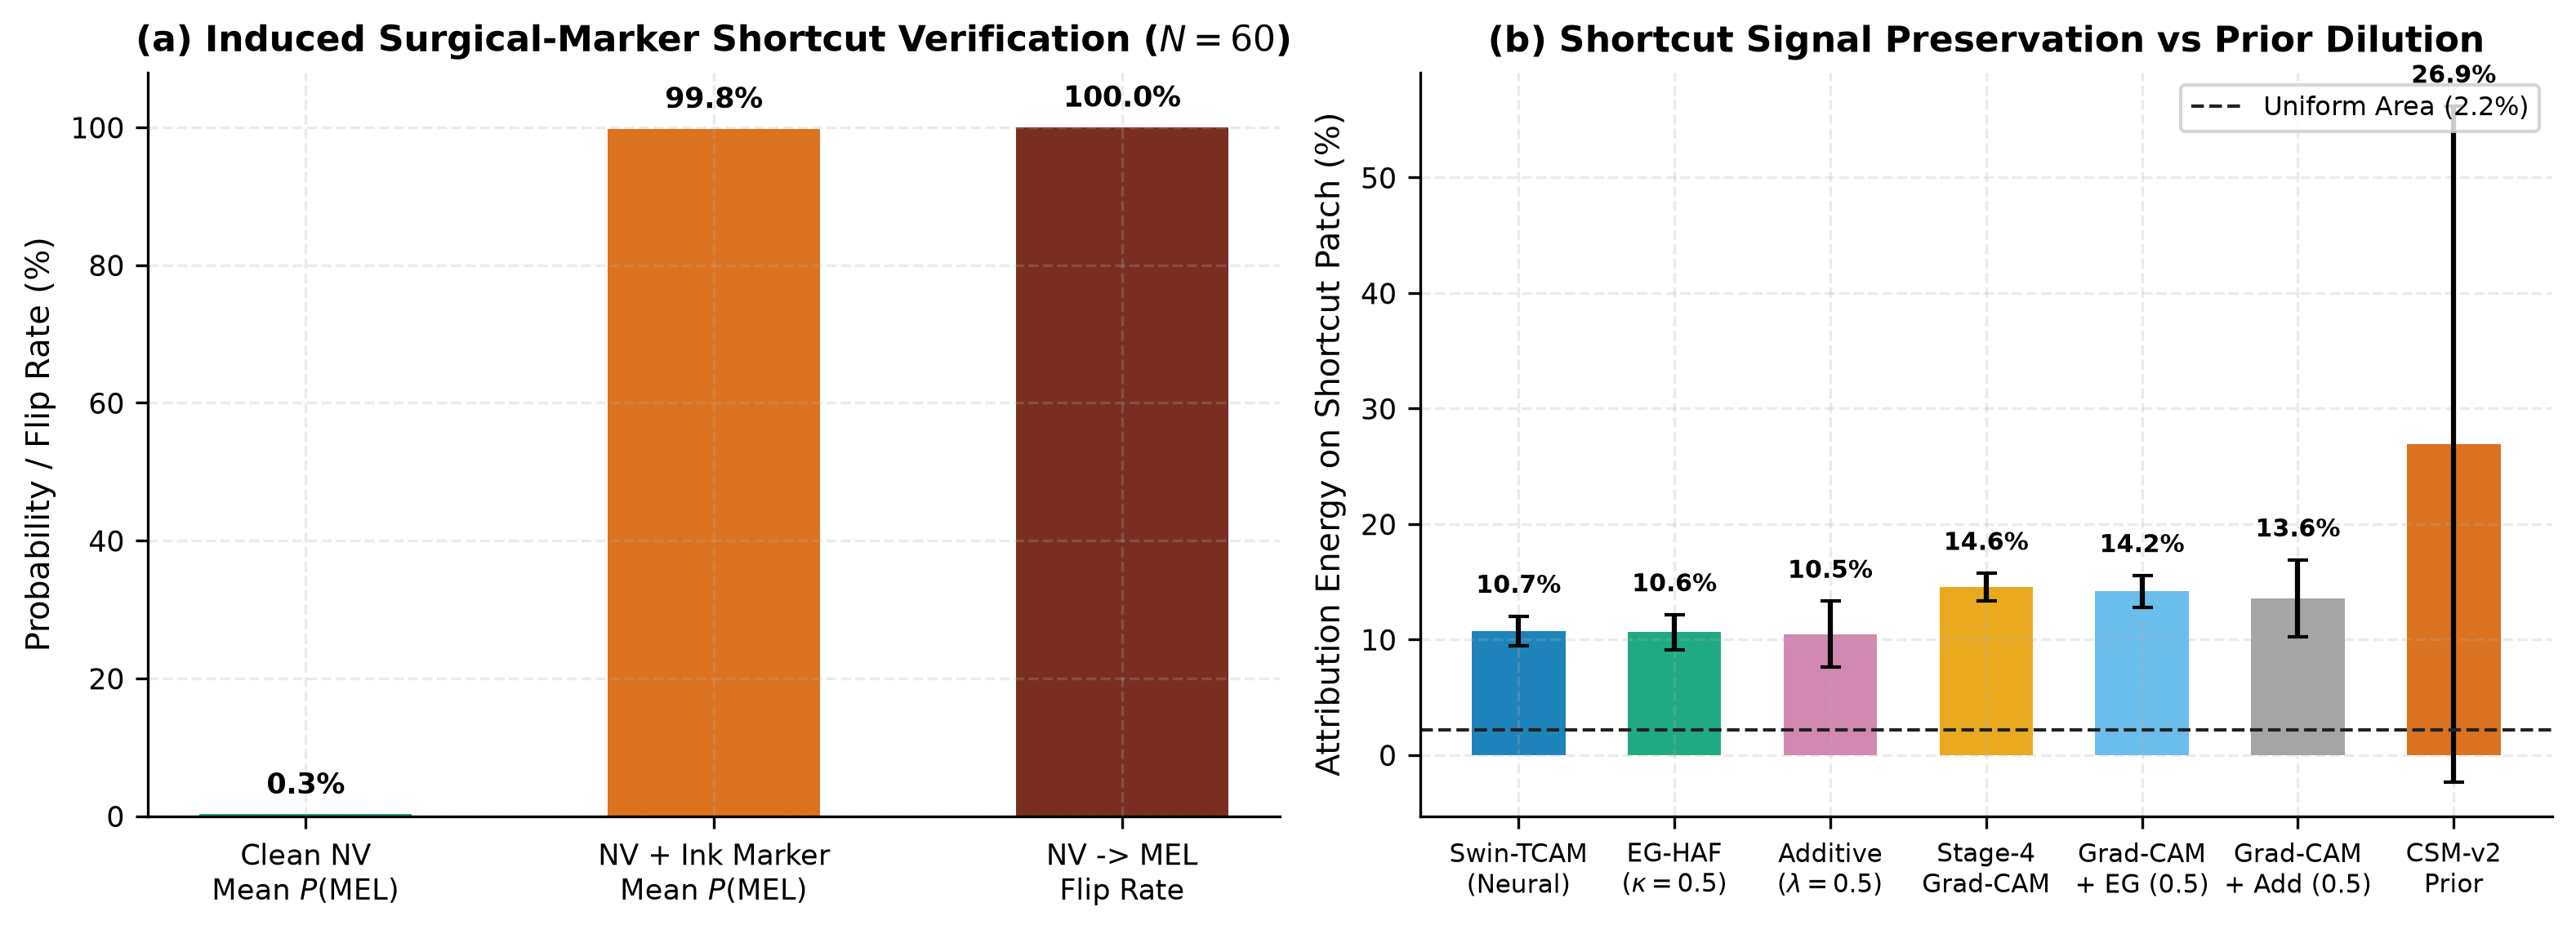 (a) Induced Surgical-Marker Shortcut Verification (N = 60)
Probability / Flip Rate (%)
100
80
60
40
20
0
0.3%
99.8%
100.0%
Clean NV
Mean P(MEL)
NV + Ink Marker
Mean P(MEL)
NV -> MEL
Flip Rate
(b) Shortcut Signal Preservation vs Prior Dilution
Attribution Energy on Shortcut Patch (%)
50
40
30
20
10
0
Uniform Area (2.2%)
10.7%
10.6%
10.5%
14.6%
14.2%
13.6%
26.9%
Swin-TCAM
(Neural)
EG-HAF
(κ = 0.5)
Additive
(λ = 0.5)
Stage-4
Grad-CAM
Grad-CAM
+ EG (0.5)
Grad-CAM
+ Add (0.5)
CSM-v2
Prior